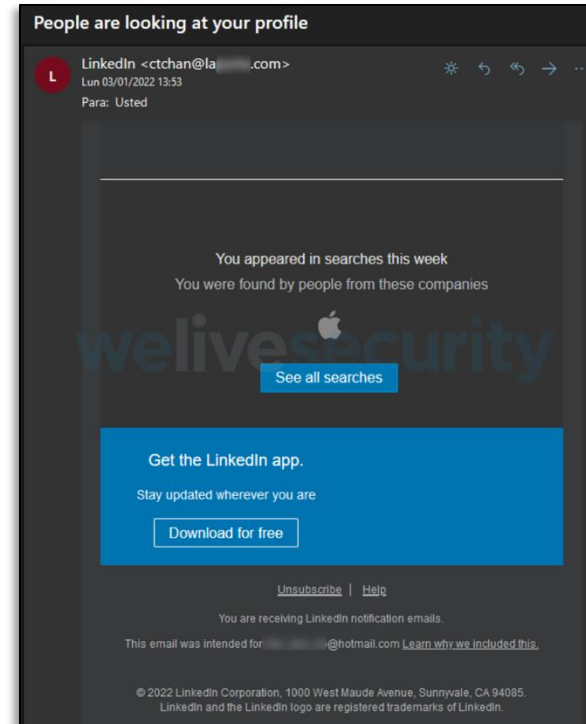 People are looking at your profile
L
LinkedIn <ctchan@la .com>
Lun 03/01/2022 13:53
Para: Usted
You appeared in searches this week
You were found by people from these companies
welivesecurity
See all searches
Get the LinkedIn app.
Stay updated wherever you are
Download for free
Unsubscribe | Help
You are receiving LinkedIn notification emails.
This email was intended for @hotmail.com Learn why we included this.
© 2022 LinkedIn Corporation, 1000 West Maude Avenue, Sunnyvale, CA 94085.
LinkedIn and the LinkedIn logo are registered trademarks of LinkedIn.